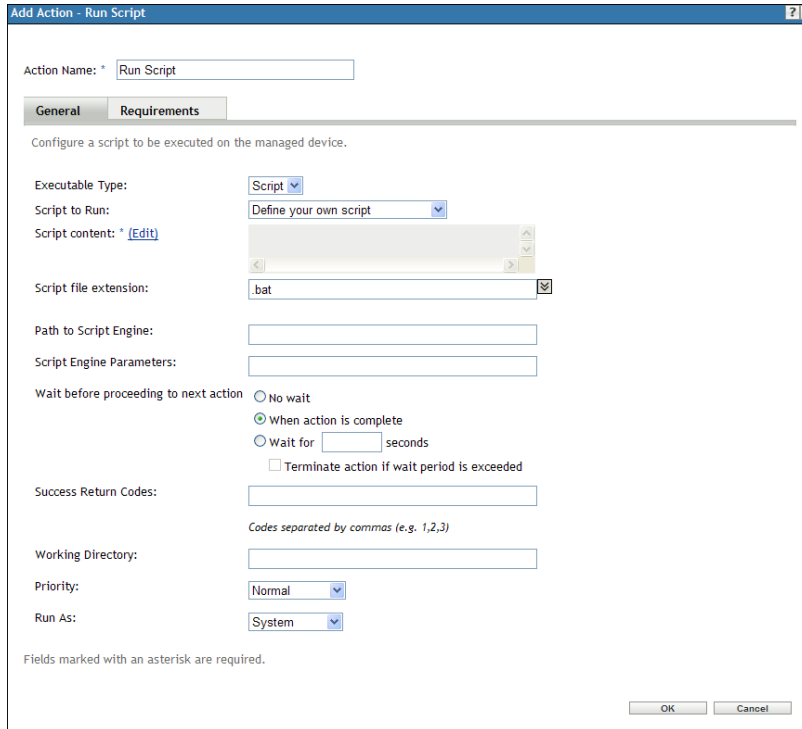 Add Action - Run Script ?
Action Name: * Run Script
General Requirements
Configure a script to be executed on the managed device.
Executable Type: Script
Script to Run: Define your own script
Script content: * (Edit)
Script file extension: .bat
Path to Script Engine:
Script Engine Parameters:
Wait before proceeding to next action No wait
When action is complete
Wait for seconds
Terminate action if wait period is exceeded
Success Return Codes:
Codes separated by commas (e.g. 1,2,3)
Working Directory:
Priority: Normal
Run As: System
Fields marked with an asterisk are required.
OK Cancel